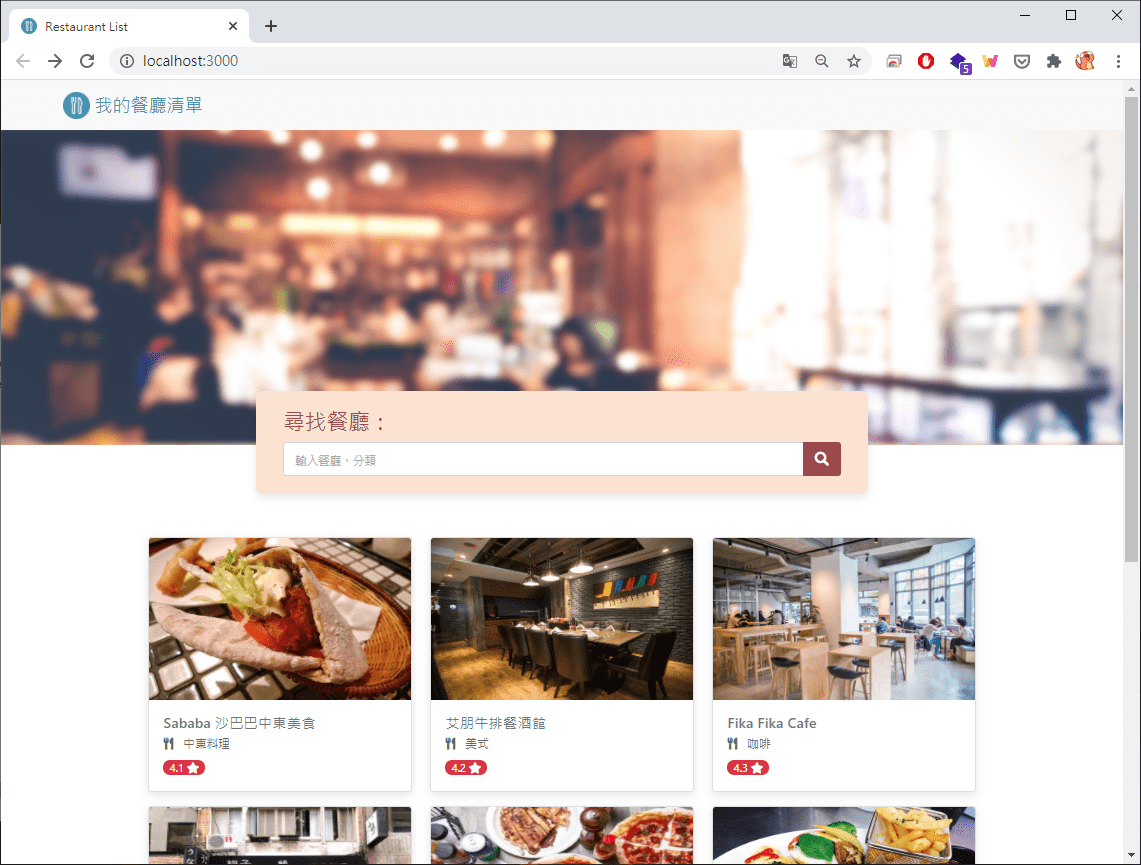 Restaurant List
localhost:3000
5
我的餐廳清單
尋找餐廳：
輸入餐廳、分類
Sababa 沙巴巴中東美食
中東料理
4.1
艾朋牛排餐酒館
美式
4.2
Fika Fika Cafe
咖啡
4.3